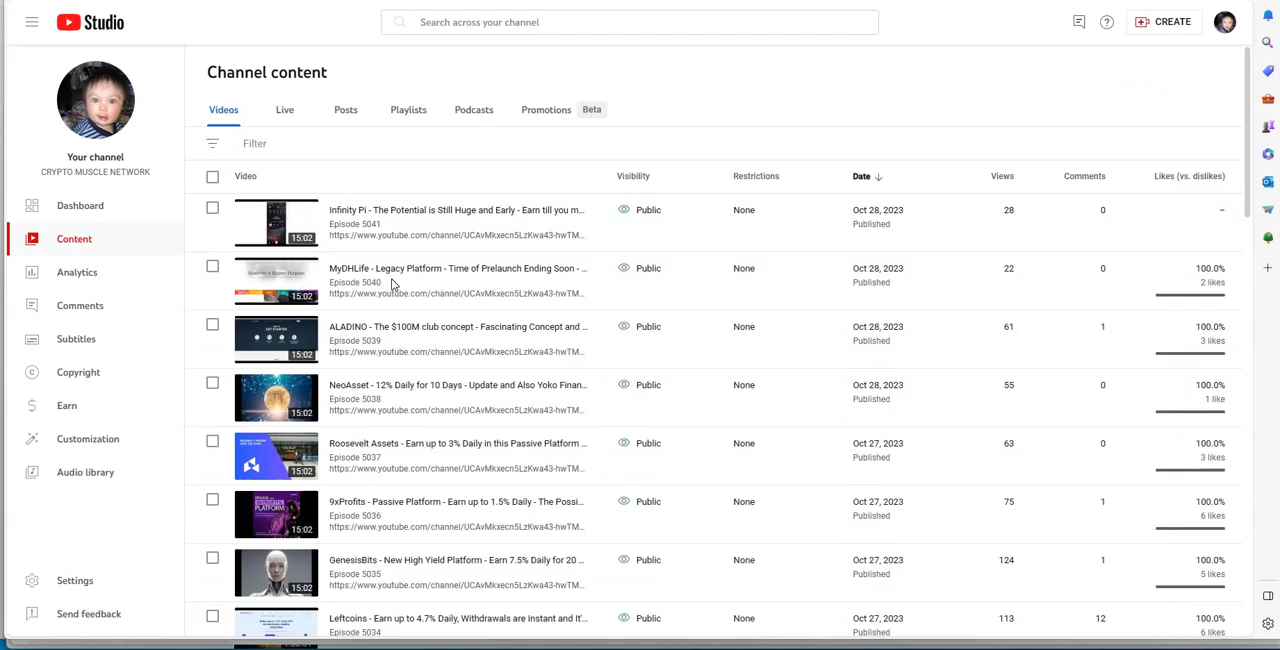 Studio
Search across your channel
CREATE
Your channel
CRYPTO MUSCLE NETWORK
Dashboard
Content
Analytics
Comments
Subtitles
Copyright
Earn
Customization
Audio library
Settings
Send feedback
Channel content
Videos Live Posts Playlists Podcasts Promotions Beta
Filter
Video Visibility Restrictions Date Views Comments Likes (vs. dislikes)
15:02
Infinity Pi - The Potential is Still Huge and Early - Earn till you m... Public None Oct 28, 2023 28 0 –
Episode 5041 Published
https://www.youtube.com/channel/UCAvMkxecn5LzKwa43-hwTM...
15:02
MyDHLife - Legacy Platform - Time of Prelaunch Ending Soon - ... Public None Oct 28, 2023 22 0 100.0%
Episode 5040 Published 2 likes
https://www.youtube.com/channel/UCAvMkxecn5LzKwa43-hwTM...
15:02
ALADINO - The $100M club concept - Fascinating Concept and ... Public None Oct 28, 2023 61 1 100.0%
Episode 5039 Published 3 likes
https://www.youtube.com/channel/UCAvMkxecn5LzKwa43-hwTM...
15:02
NeoAsset - 12% Daily for 10 Days - Update and Also Yoko Finan... Public None Oct 28, 2023 55 0 100.0%
Episode 5038 Published 1 like
https://www.youtube.com/channel/UCAvMkxecn5LzKwa43-hwTM...
15:02
Roosevelt Assets - Earn up to 3% Daily in this Passive Platform ... Public None Oct 27, 2023 63 0 100.0%
Episode 5037 Published 3 likes
https://www.youtube.com/channel/UCAvMkxecn5LzKwa43-hwTM...
PLATFORM
15:02
9xProfits - Passive Platform - Earn up to 1.5% Daily - The Possi... Public None Oct 27, 2023 75 1 100.0%
Episode 5036 Published 6 likes
https://www.youtube.com/channel/UCAvMkxecn5LzKwa43-hwTM...
15:02
GenesisBits - New High Yield Platform - Earn 7.5% Daily for 20 ... Public None Oct 27, 2023 124 1 100.0%
Episode 5035 Published 5 likes
https://www.youtube.com/channel/UCAvMkxecn5LzKwa43-hwTM...
Leftcoins - Earn up to 4.7% Daily, Withdrawals are Instant and It'... Public None Oct 27, 2023 113 12 100.0%
Episode 5034 Published 6 likes